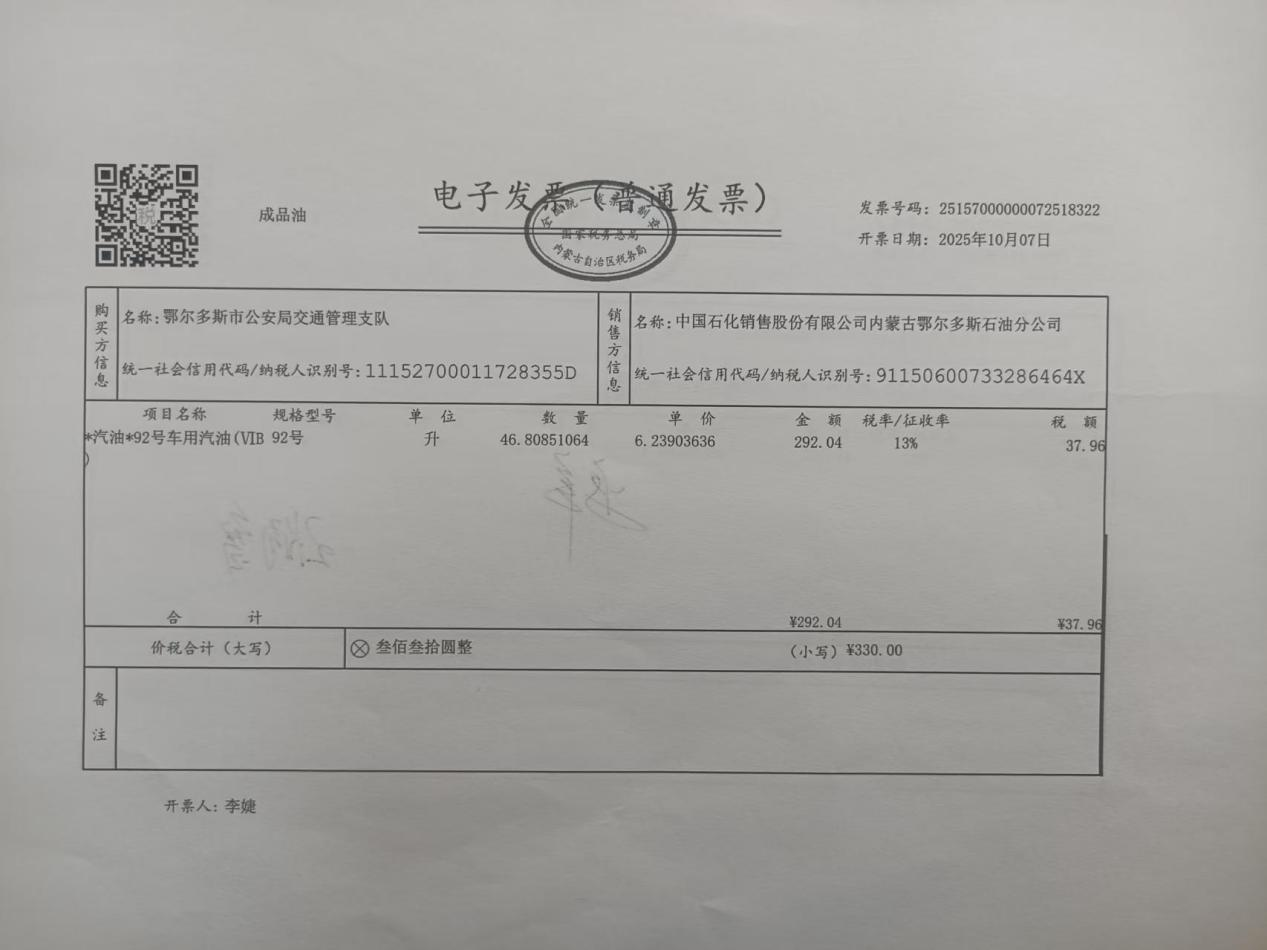 电子发票（普通发票）
税
成品油
全国统一发票监制章
国家税务总局
内蒙古自治区税务局
发票号码：25157000000072518322
开票日期：2025年10月07日
购买方信息
名称：鄂尔多斯市公安局交通管理支队
统一社会信用代码/纳税人识别号：11152700011728355D
销售方信息
名称：中国石化销售股份有限公司内蒙古鄂尔多斯石油分公司
统一社会信用代码/纳税人识别号：91150600733286464X
项目名称 规格型号 单位 数量 单价 金额 税率/征收率 税额
*汽油*92号车用汽油(VIB 92号 升 46.80851064 6.23903636 292.04 13% 37.96
)
合计 ¥292.04 ¥37.96
价税合计（大写） ⊗ 叁佰叁拾圆整 （小写）¥330.00
备注
开票人：李婕